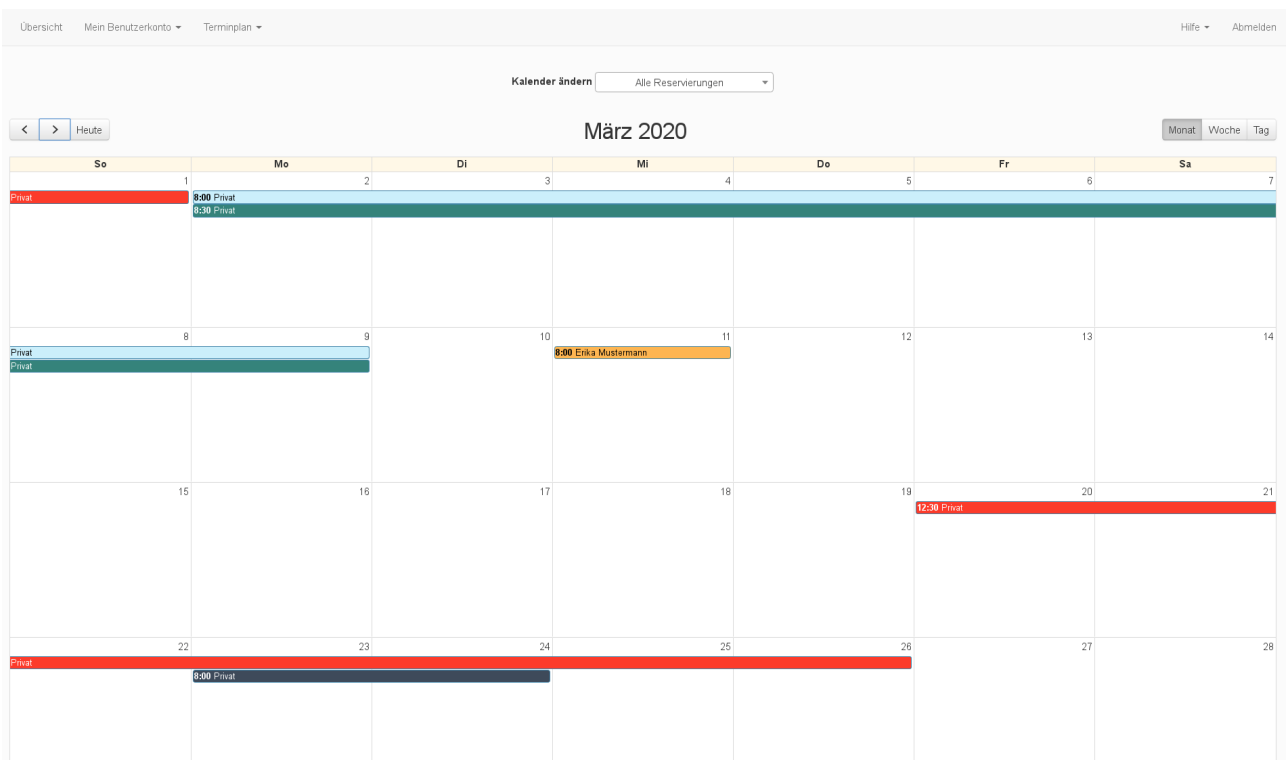 Übersicht Mein Benutzerkonto Terminplan Hilfe Abmelden
Kalender ändern Alle Reservierungen
Heute März 2020 Monat Woche Tag
So Mo Di Mi Do Fr Sa
1 2 3 4 5 6 7
Privat 8:00 Privat
8:30 Privat
8 9 10 11 12 13 14
Privat 8:00 Erika Mustermann
Privat
15 16 17 18 19 20 21
12:30 Privat
22 23 24 25 26 27 28
Privat
8:00 Privat